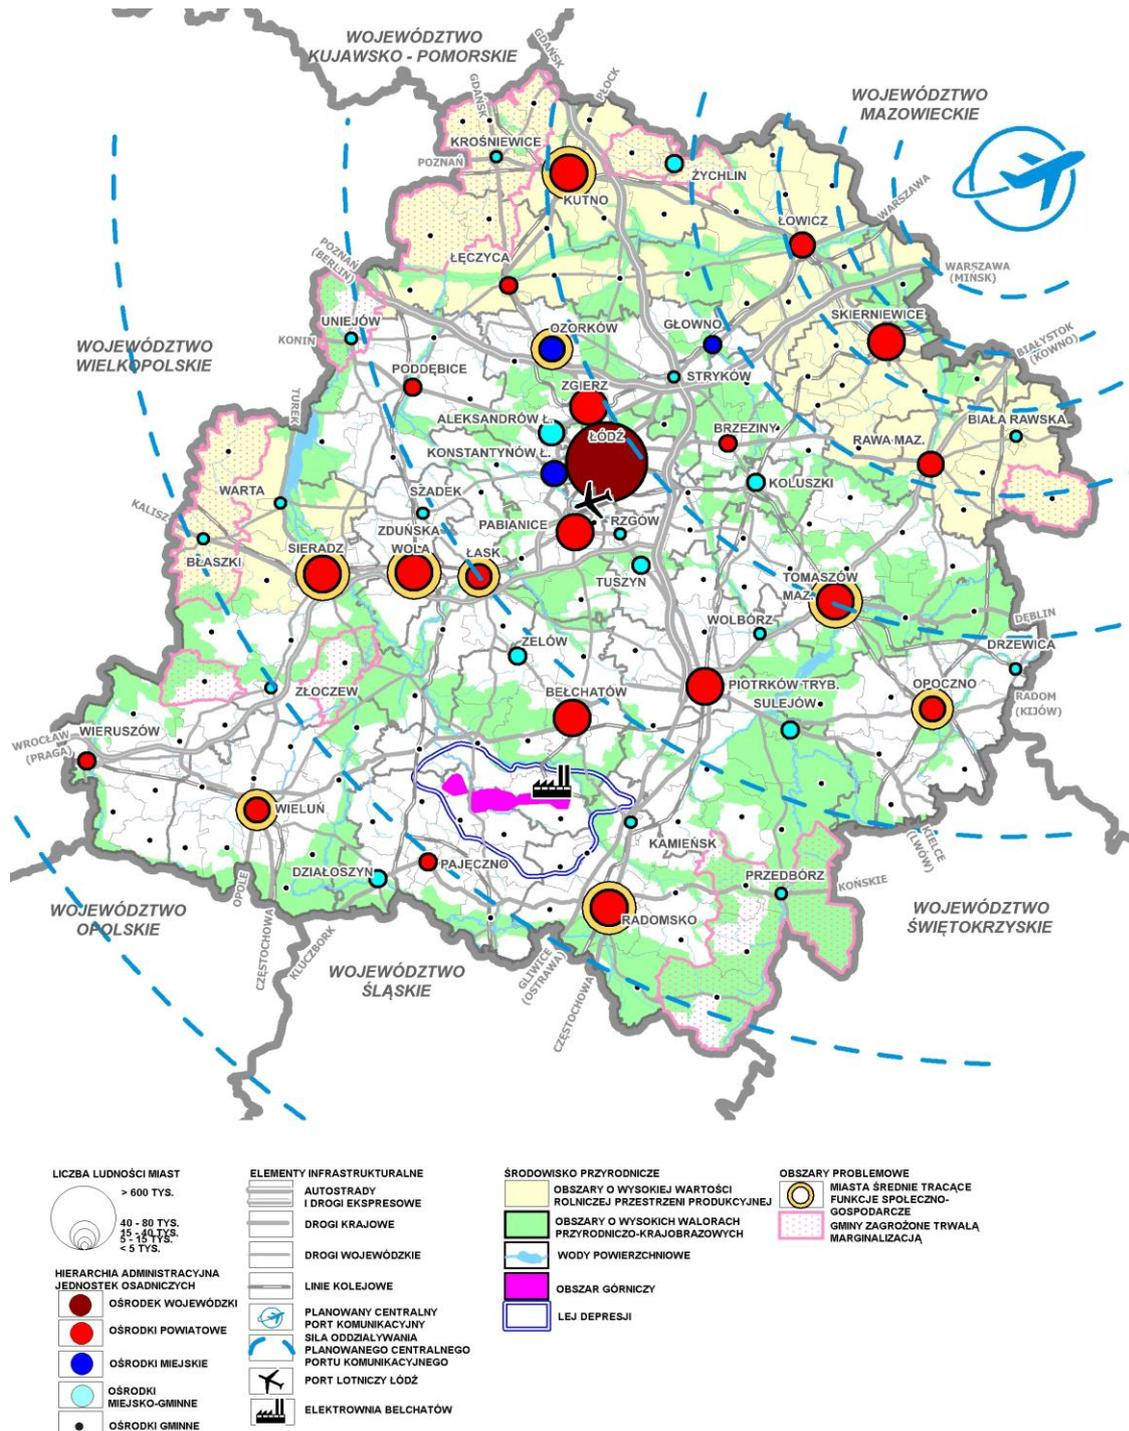 WOJEWÓDZTWO
KUJAWSKO - POMORSKIE
GDAŃSK
GDAŃSK
PŁOCK
WOJEWÓDZTWO
MAZOWIECKIE
KROŚNIEWICE
POZNAŃ
ŻYCHLIN
KUTNO
WARSZAWA
ŁOWICZ
POZNAŃ
(BERLIN)
ŁĘCZYCA
WARSZAWA
(MIŃSK)
UNIEJÓW
OZORKÓW
GŁOWNO
SKIERNIEWICE
KONIN
BIAŁYSTOK
(KOWNO)
WOJEWÓDZTWO
WIELKOPOLSKIE
PODDĘBICE
STRYKÓW
ZGIERZ
TUREK
ALEKSANDRÓW Ł.
ŁÓDŹ
BRZEZINY
BIAŁA RAWSKA
RAWA MAZ.
KONSTANTYNÓW Ł.
KOLUSZKI
WARTA
SZADEK
KALISZ
PABIANICE
RZGÓW
ZDUŃSKA
WOLA
SIERADZ
ŁASK
BŁASZKI
TUSZYN
TOMASZÓW
MAZ.
WOLBÓRZ
DĘBLIN
DRZEWICA
ZELÓW
ZŁOCZEW
BEŁCHATÓW
PIOTRKÓW TRYB.
OPOCZNO
SULEJÓW
RADOM
(KIJÓW)
WIERUSZÓW
WROCŁAW
(PRAGA)
WIELUŃ
KAMIEŃSK
KIELCE
(LWÓW)
DZIAŁOSZYN
PAJĘCZNO
PRZEDBÓRZ
KOŃSKIE
OPOLE
RADOMSKO
WOJEWÓDZTWO
OPOLSKIE
WOJEWÓDZTWO
ŚWIĘTOKRZYSKIE
CZĘSTOCHOWA
KLUCZBORK
WOJEWÓDZTWO
ŚLĄSKIE
GLIWICE
(OSTRAWA)
CZĘSTOCHOWA
LICZBA LUDNOŚCI MIAST
> 600 TYS.
40 - 80 TYS.
15 - 40 TYS.
5 - 15 TYS.
< 5 TYS.
HIERARCHIA ADMINISTRACYJNA
JEDNOSTEK OSADNICZYCH
OŚRODEK WOJEWÓDZKI
OŚRODKI POWIATOWE
OŚRODKI MIEJSKIE
OŚRODKI
MIEJSKO-GMINNE
OŚRODKI GMINNE
ELEMENTY INFRASTRUKTURALNE
AUTOSTRADY
I DROGI EKSPRESOWE
DROGI KRAJOWE
DROGI WOJEWÓDZKIE
LINIE KOLEJOWE
PLANOWANY CENTRALNY
PORT KOMUNIKACYJNY
SIŁA ODDZIAŁYWANIA
PLANOWANEGO CENTRALNEGO
PORTU KOMUNIKACYJNEGO
PORT LOTNICZY ŁÓDŹ
ELEKTROWNIA BEŁCHATÓW
ŚRODOWISKO PRZYRODNICZE
OBSZARY O WYSOKIEJ WARTOŚCI
ROLNICZEJ PRZESTRZENI PRODUKCYJNEJ
OBSZARY O WYSOKICH WALORACH
PRZYRODNICZO-KRAJOBRAZOWYCH
WODY POWIERZCHNIOWE
OBSZAR GÓRNICZY
LEJ DEPRESJI
OBSZARY PROBLEMOWE
MIASTA ŚREDNIE TRACĄCE
FUNKCJE SPOŁECZNO-
GOSPODARCZE
GMINY ZAGROŻONE TRWAŁĄ
MARGINALIZACJĄ